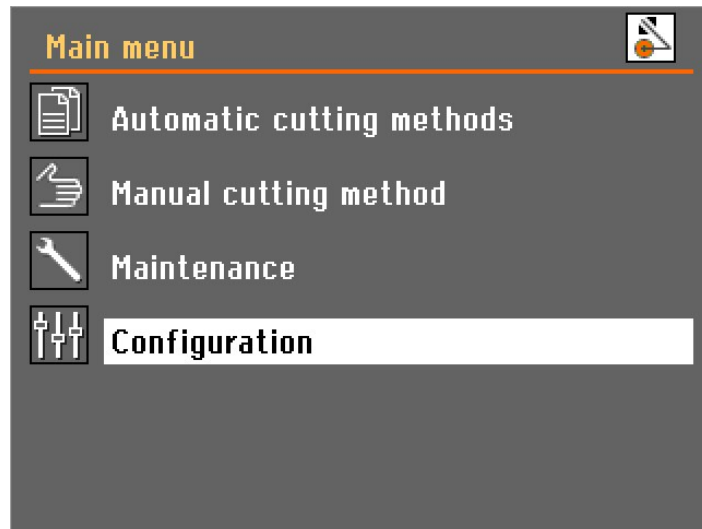 Main menu
Automatic cutting methods
Manual cutting method
Maintenance
Configuration